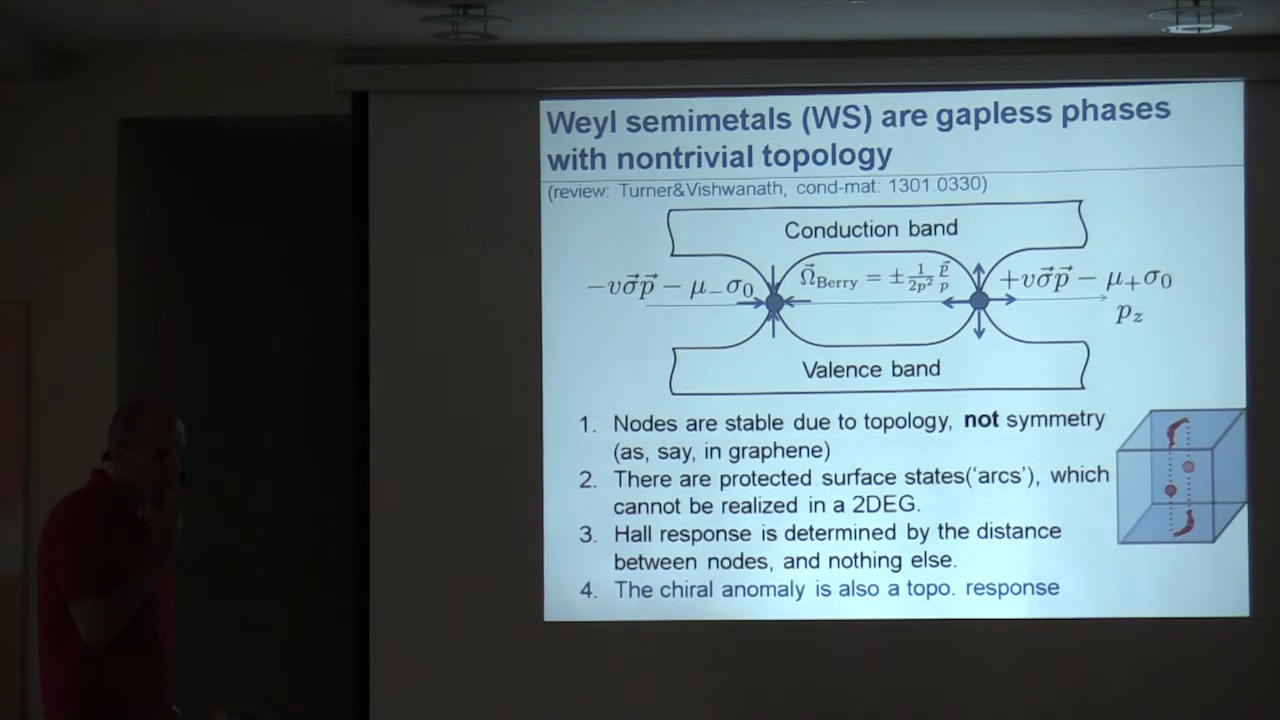 Weyl semimetals (WS) are gapless phases
with nontrivial topology
(review: Turner&Vishwanath, cond-mat: 1301.0330)
Conduction band
−vσ⃗p⃗ − μ₋σ₀
Ω⃗_Berry = ± 1/2p² p⃗/p
+vσ⃗p⃗ − μ₊σ₀
p_z
Valence band
1. Nodes are stable due to topology, not symmetry
(as, say, in graphene)
2. There are protected surface states('arcs'), which
cannot be realized in a 2DEG.
3. Hall response is determined by the distance
between nodes, and nothing else.
4. The chiral anomaly is also a topo. response